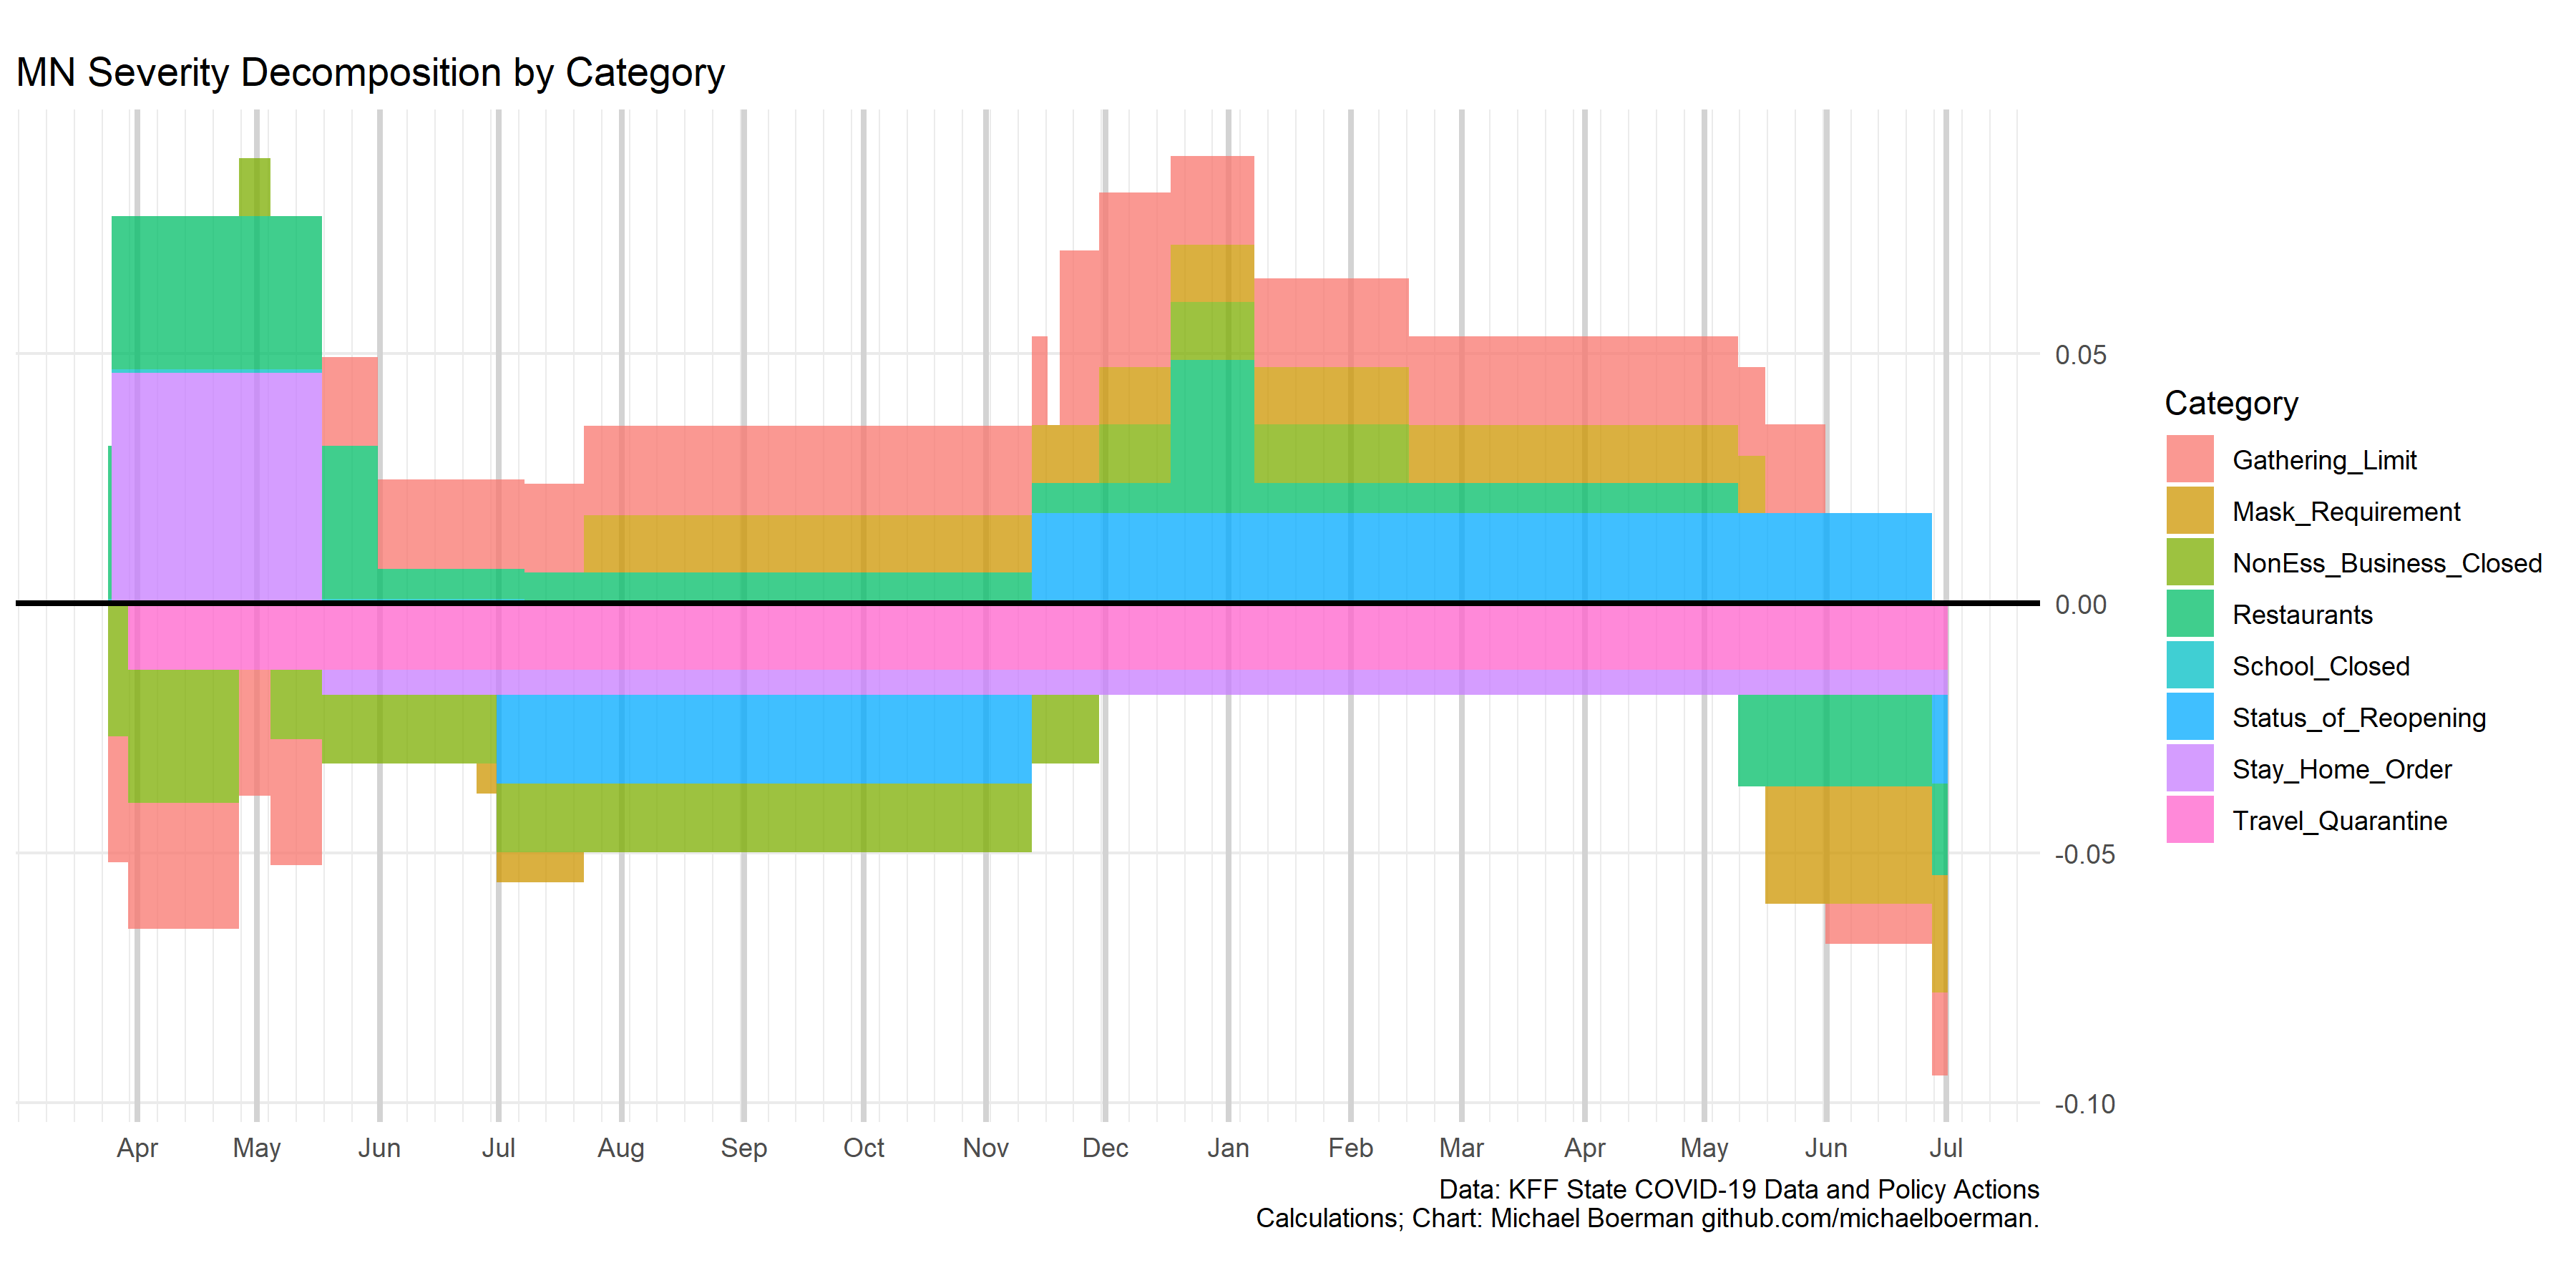 MN Severity Decomposition by Category
0.05
0.00
-0.05
-0.10
Apr May Jun Jul Aug Sep Oct Nov Dec Jan Feb Mar Apr May Jun Jul
Category
Gathering_Limit
Mask_Requirement
NonEss_Business_Closed
Restaurants
School_Closed
Status_of_Reopening
Stay_Home_Order
Travel_Quarantine
Data: KFF State COVID-19 Data and Policy Actions
Calculations; Chart: Michael Boerman github.com/michaelboerman.